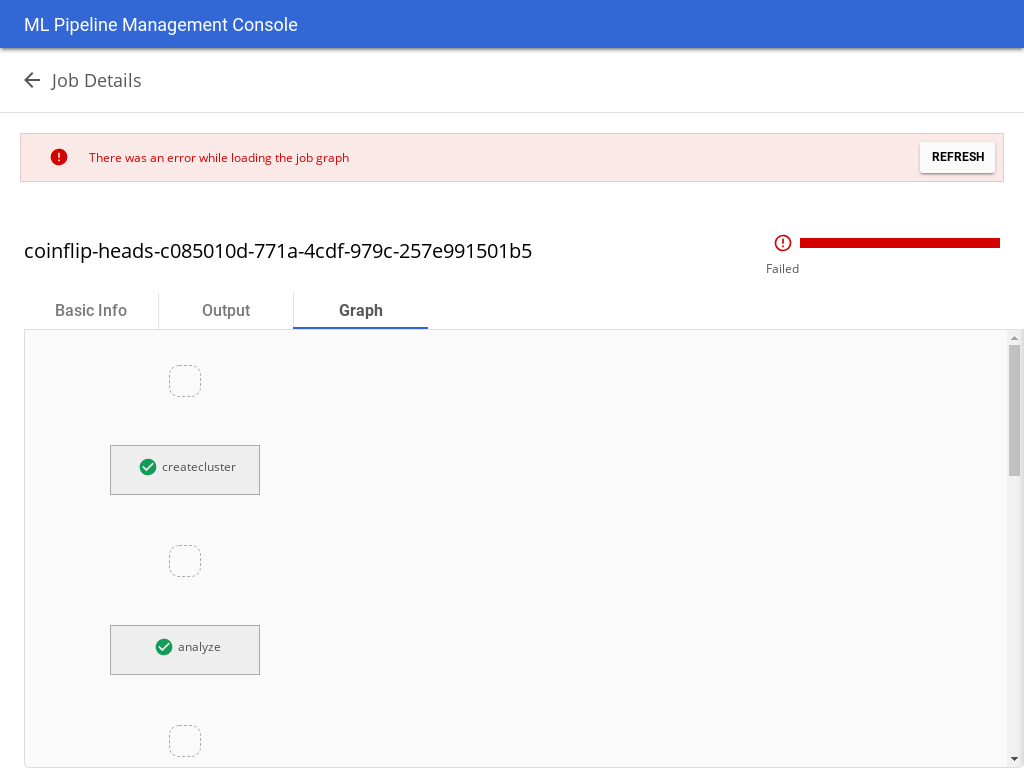 ML Pipeline Management Console
Job Details
There was an error while loading the job graph
REFRESH
coinflip-heads-c085010d-771a-4cdf-979c-257e991501b5
Failed
Basic Info
Output
Graph
createcluster
analyze